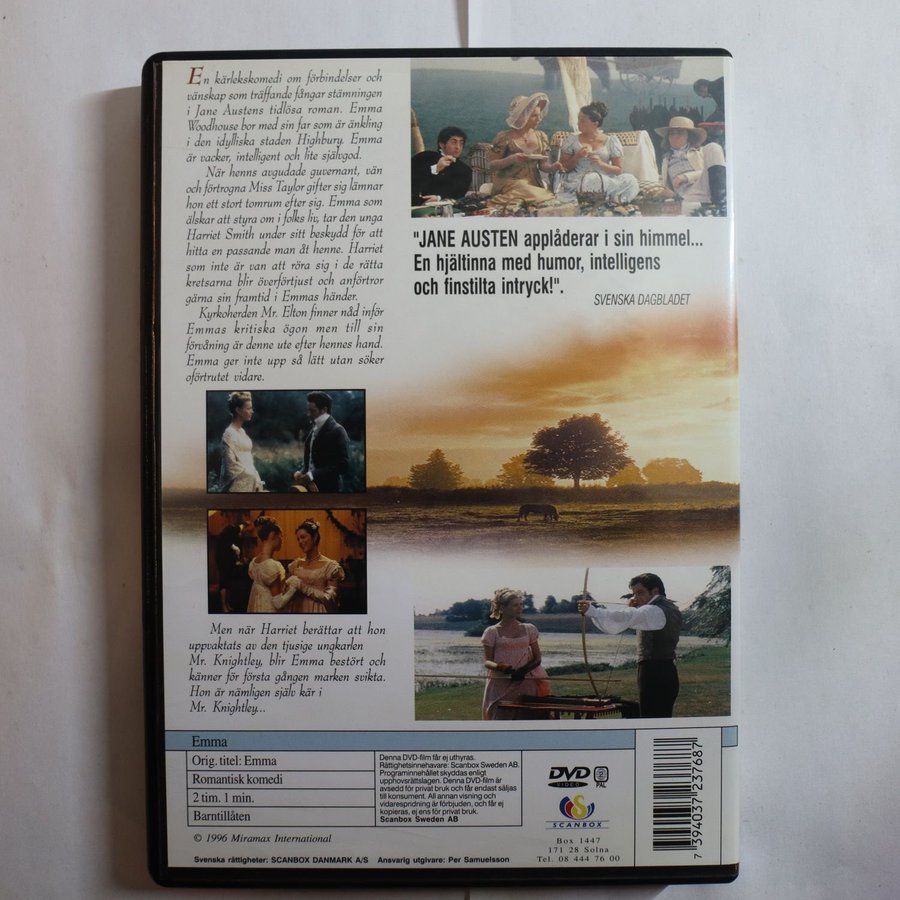 En kärlekskomedi om förbindelser och
vänskap som träffande fångar stämningen
i Jane Austens tidlösa roman. Emma
Woodhouse bor med sin far som är änkling
i den idylliska staden Highbury. Emma
är vacker, intelligent och lite självgod.
När henns avgudade guvernant, vän
och förtrogna Miss Taylor gifter sig lämnar
hon ett stort tomrum efter sig. Emma som
älskar att styra om i folks liv, tar den unga
Harriet Smith under sitt beskydd för att
hitta en passande man åt henne. Harriet
som inte är van att röra sig i de rätta
kretsarna blir överförtjust och anförtror
gärna sin framtid i Emmas händer.
Kyrkoherden Mr. Elton finner nåd inför
Emmas kritiska ögon men till sin
förvåning är denne ute efter hennes hand.
Emma ger inte upp så lätt utan söker
oförtrutet vidare.
"JANE AUSTEN applåderar i sin himmel...
En hjältinna med humor, intelligens
och finstilta intryck!".
SVENSKA DAGBLADET
Men när Harriet berättar att hon
uppvaktats av den tjusige ungkarlen
Mr. Knightley, blir Emma bestört och
känner för första gången marken svikta.
Hon är nämligen själv kär i
Mr. Knightley...
Emma
Orig. titel: Emma
Romantisk komedi
2 tim. 1 min.
Barntillåten
© 1996 Miramax International
Denna DVD-film får ej uthyras.
Rättighetsinnehavare: Scanbox Sweden AB.
Programinnehållet skyddas enligt
upphovsrättslagen. Denna DVD-film är
avsedd för privat bruk och får endast säljas
till konsument. All annan visning och
vidarespridning är förbjuden, och får ej
kopieras, ej ens för privat bruk.
Scanbox Sweden AB
DVD
VIDEO
2
PAL
SCANBOX
Box 1447
171 28 Solna
Tel. 08 444 76 00
7 394037 237687
Svenska rättigheter: SCANBOX DANMARK A/S Ansvarig utgivare: Per Samuelsson